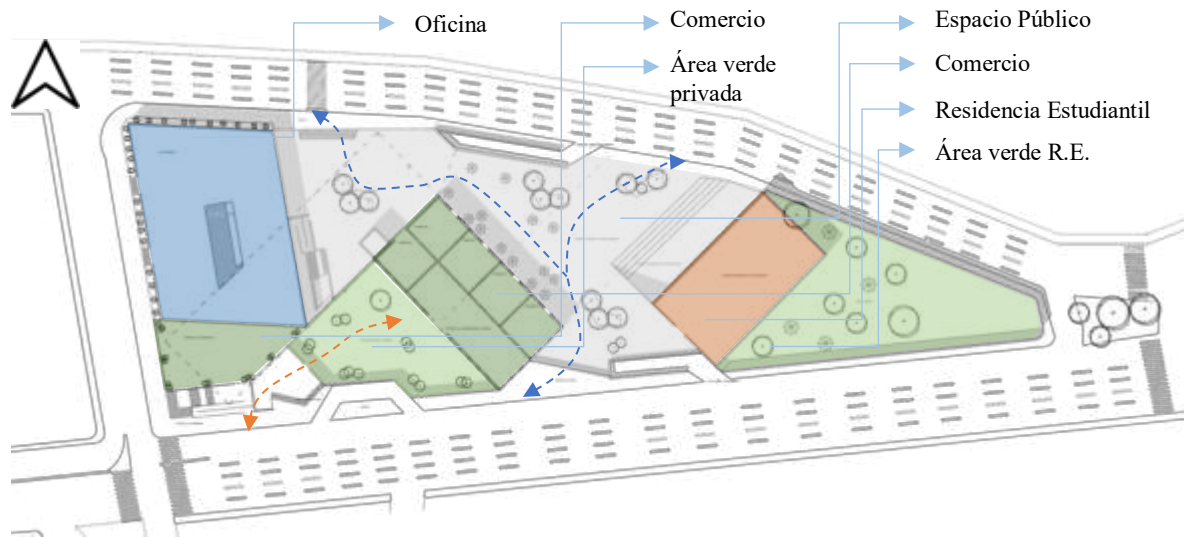 Oficina
Comercio
Área verde
privada
Espacio Público
Comercio
Residencia Estudiantil
Área verde R.E.